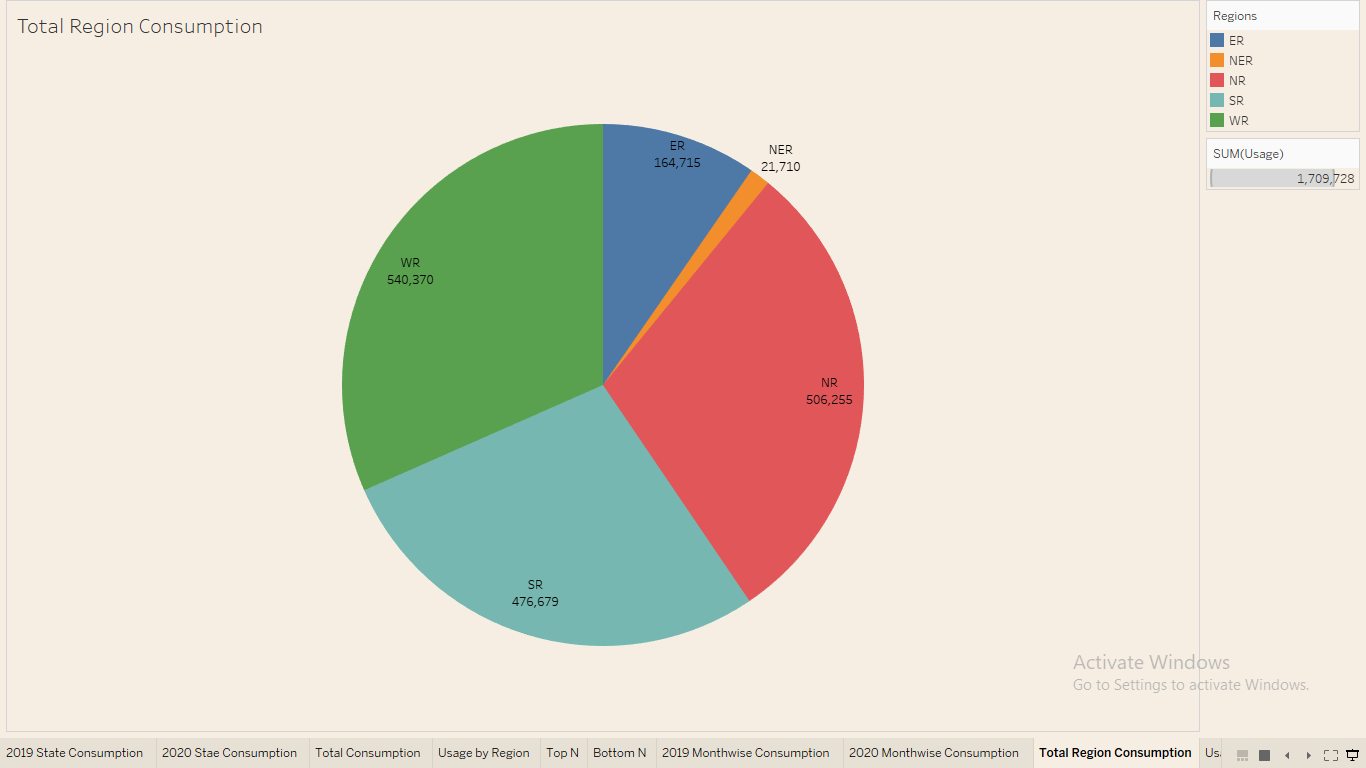 Total Region Consumption
Regions
ER
NER
NR
SR
WR
SUM(Usage)
1,709,728
ER
164,715
NER
21,710
WR
540,370
NR
506,255
SR
476,679
Activate Windows
Go to Settings to activate Windows.
2019 State Consumption
2020 Stae Consumption
Total Consumption
Usage by Region
Top N
Bottom N
2019 Monthwise Consumption
2020 Monthwise Consumption
Total Region Consumption